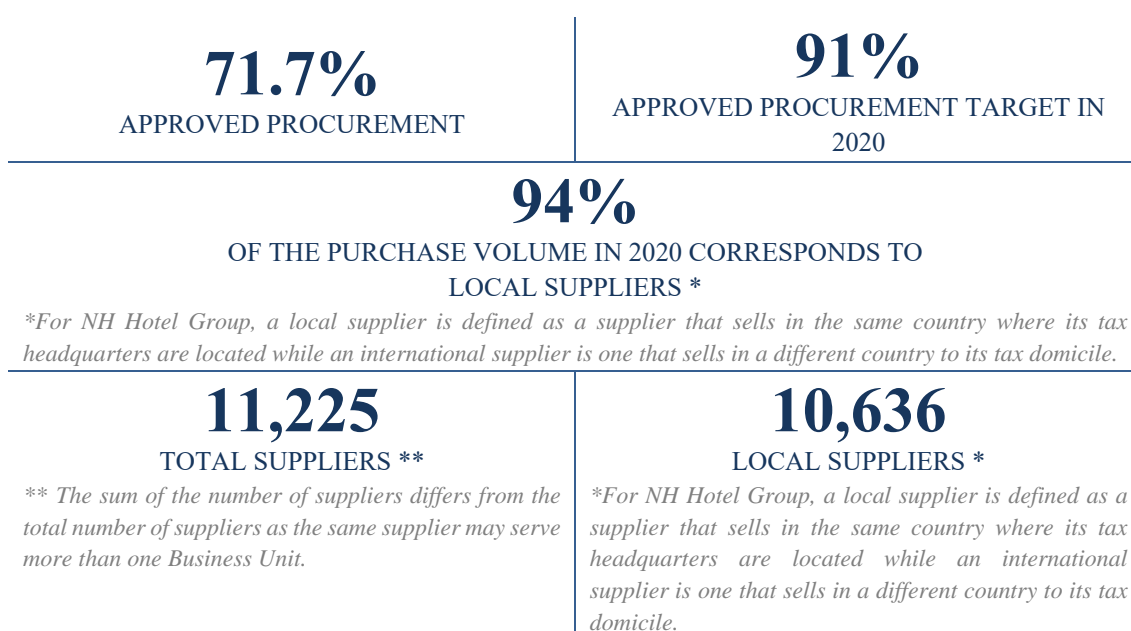 71.7%
APPROVED PROCUREMENT
91%
APPROVED PROCUREMENT TARGET IN
2020
94%
OF THE PURCHASE VOLUME IN 2020 CORRESPONDS TO
LOCAL SUPPLIERS *
*For NH Hotel Group, a local supplier is defined as a supplier that sells in the same country where its tax
headquarters are located while an international supplier is one that sells in a different country to its tax domicile.
11,225
TOTAL SUPPLIERS **
** The sum of the number of suppliers differs from the
total number of suppliers as the same supplier may serve
more than one Business Unit.
10,636
LOCAL SUPPLIERS *
*For NH Hotel Group, a local supplier is defined as a
supplier that sells in the same country where its tax
headquarters are located while an international
supplier is one that sells in a different country to its tax
domicile.